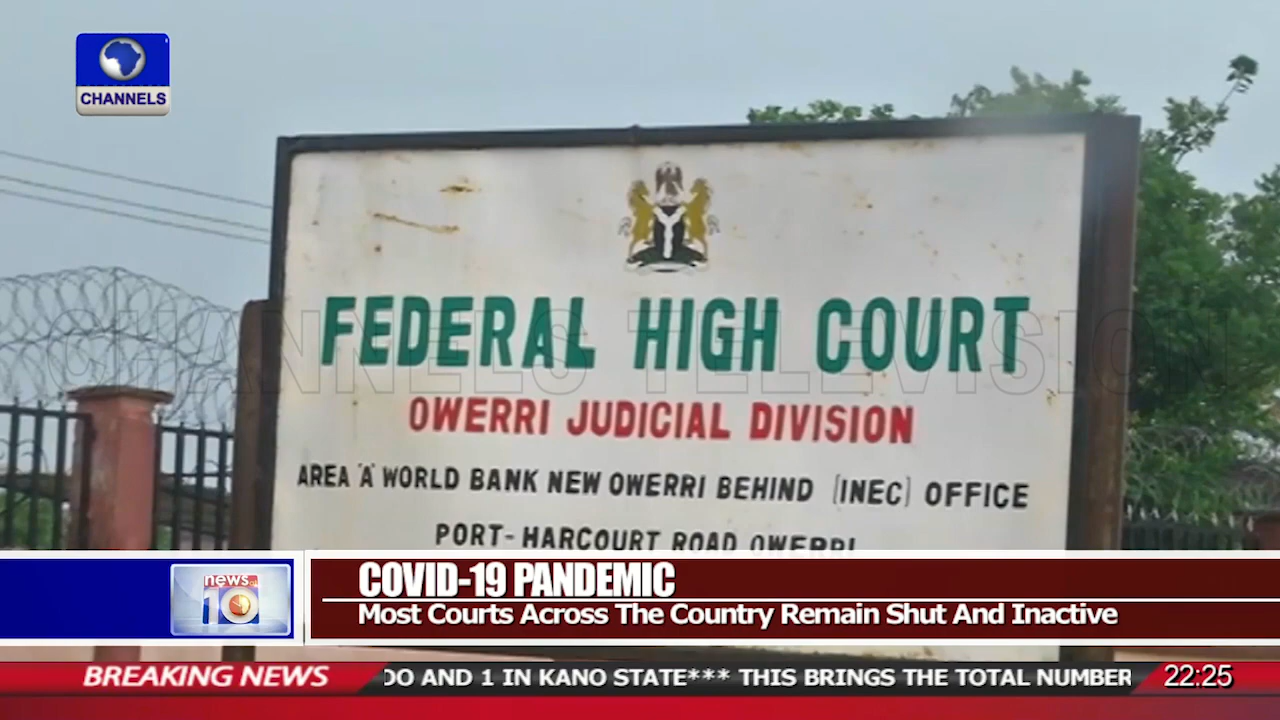 CHANNELS
FEDERAL HIGH COURT
CHANNELS TELEVISION
OWERRI JUDICIAL DIVISION
AREA 'A' WORLD BANK NEW OWERRI BEHIND (INEC) OFFICE
PORT-HARCOURT ROAD OWERRI
news at
10
COVID-19 PANDEMIC
Most Courts Across The Country Remain Shut And Inactive
BREAKING NEWS DO AND 1 IN KANO STATE*** THIS BRINGS THE TOTAL NUMBER 22:25